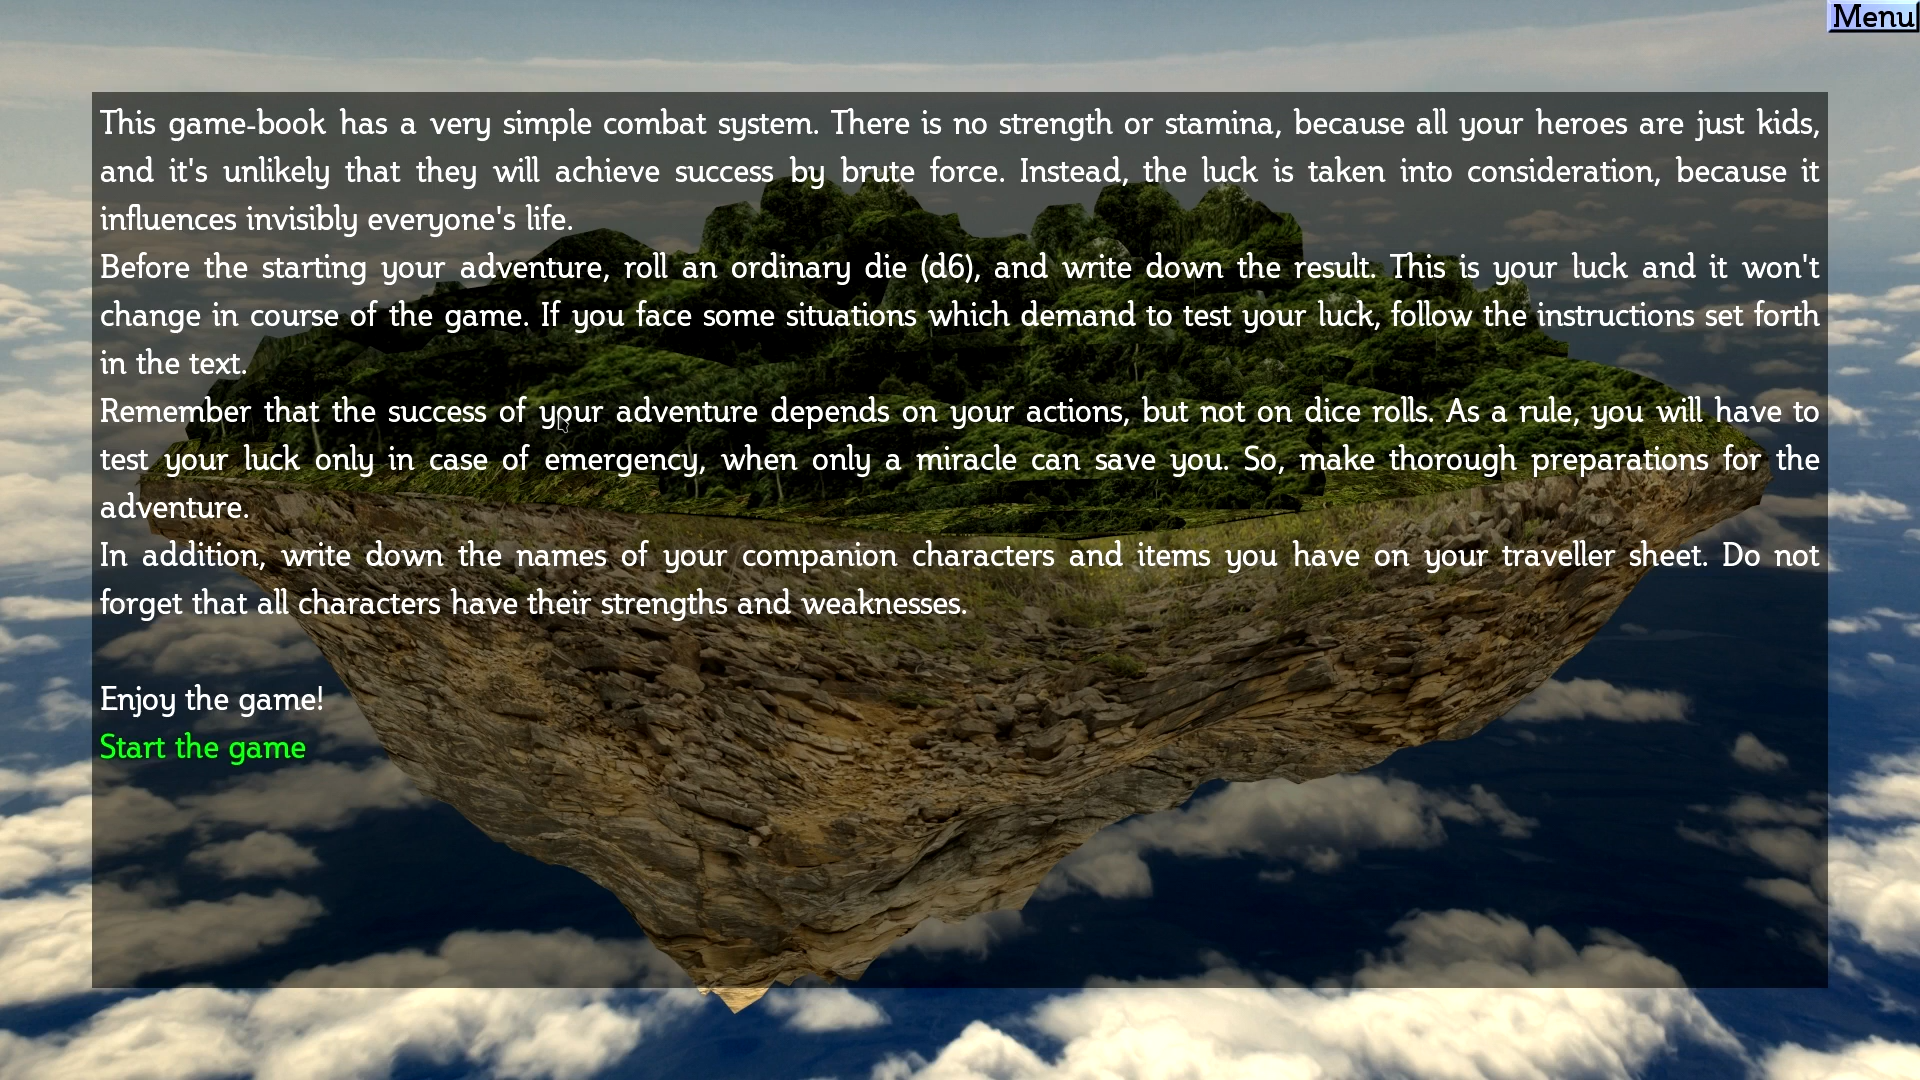 Menu
This game-book has a very simple combat system. There is no strength or stamina, because all your heroes are just kids,
and it's unlikely that they will achieve success by brute force. Instead, the luck is taken into consideration, because it
influences invisibly everyone's life.
Before the starting your adventure, roll an ordinary die (d6), and write down the result. This is your luck and it won't
change in course of the game. If you face some situations which demand to test your luck, follow the instructions set forth
in the text.
Remember that the success of your adventure depends on your actions, but not on dice rolls. As a rule, you will have to
test your luck only in case of emergency, when only a miracle can save you. So, make thorough preparations for the
adventure.
In addition, write down the names of your companion characters and items you have on your traveller sheet. Do not
forget that all characters have their strengths and weaknesses.
Enjoy the game!
Start the game